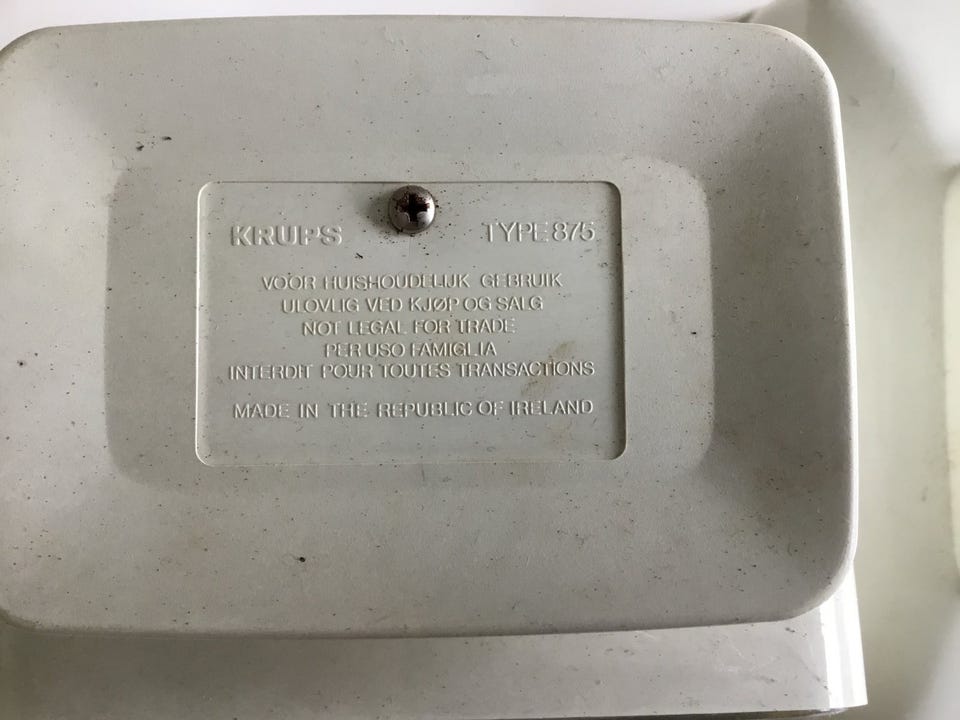 KRUPS TYPE 875
VOOR HUISHOUDELIJK GEBRUIK
ULOVLIG VED KJØP OG SALG
NOT LEGAL FOR TRADE
PER USO FAMIGLIA
INTERDIT POUR TOUTES TRANSACTIONS
MADE IN THE REPUBLIC OF IRELAND